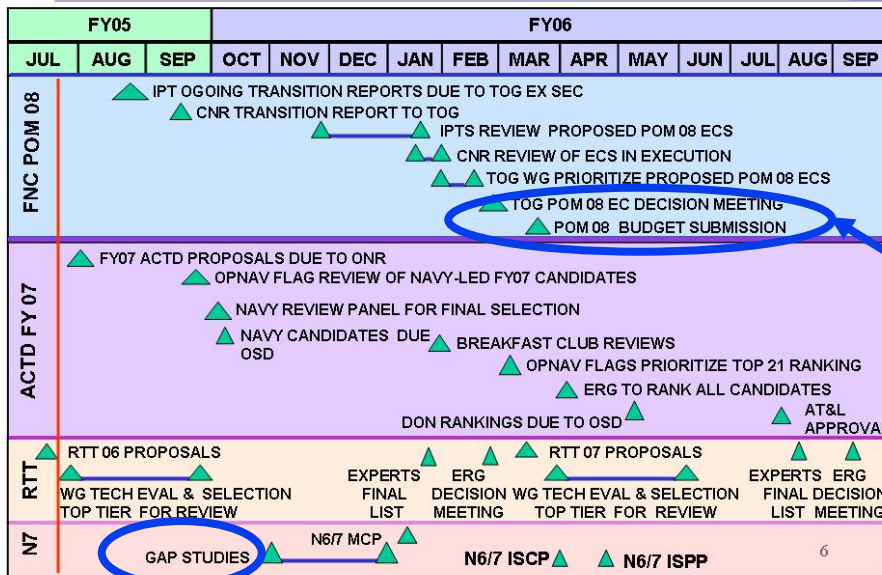 FY05 FY06
JUL AUG SEP OCT NOV DEC JAN FEB MAR APR MAY JUN JUL AUG SEP
FNC POM 08
IPT OGOING TRANSITION REPORTS DUE TO TOG EX SEC
CNR TRANSITION REPORT TO TOG
IPTS REVIEW PROPOSED POM 08 ECS
CNR REVIEW OF ECS IN EXECUTION
TOG WG PRIORITIZE PROPOSED POM 08 ECS
TOG POM 08 EC DECISION MEETING
POM 08 BUDGET SUBMISSION
ACTD FY 07
FY07 ACTD PROPOSALS DUE TO ONR
OPNAV FLAG REVIEW OF NAVY-LED FY07 CANDIDATES
NAVY REVIEW PANEL FOR FINAL SELECTION
NAVY CANDIDATES DUE
OSD
BREAKFAST CLUB REVIEWS
OPNAV FLAGS PRIORITIZE TOP 21 RANKING
ERG TO RANK ALL CANDIDATES
DON RANKINGS DUE TO OSD
AT&L
APPROVA
RTT
RTT 06 PROPOSALS
WG TECH EVAL & SELECTION
TOP TIER FOR REVIEW
EXPERTS
FINAL
LIST
ERG
DECISION
MEETING
RTT 07 PROPOSALS
WG TECH EVAL & SELECTION
TOP TIER FOR REVIEW
EXPERTS
FINAL
LIST
ERG
DECISION
MEETING
N7
GAP STUDIES
N6/7 MCP
N6/7 ISCP
N6/7 ISPP
6